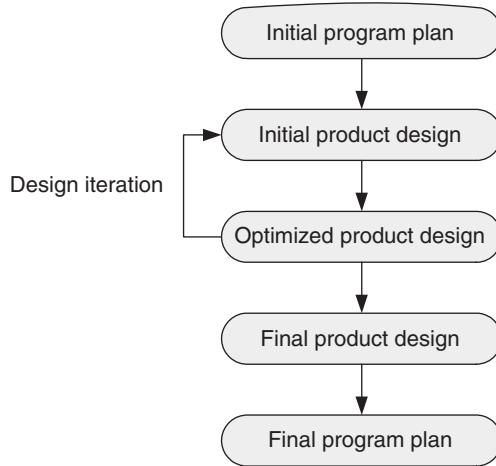 Initial program plan
Initial product design
Design iteration
Optimized product design
Final product design
Final program plan